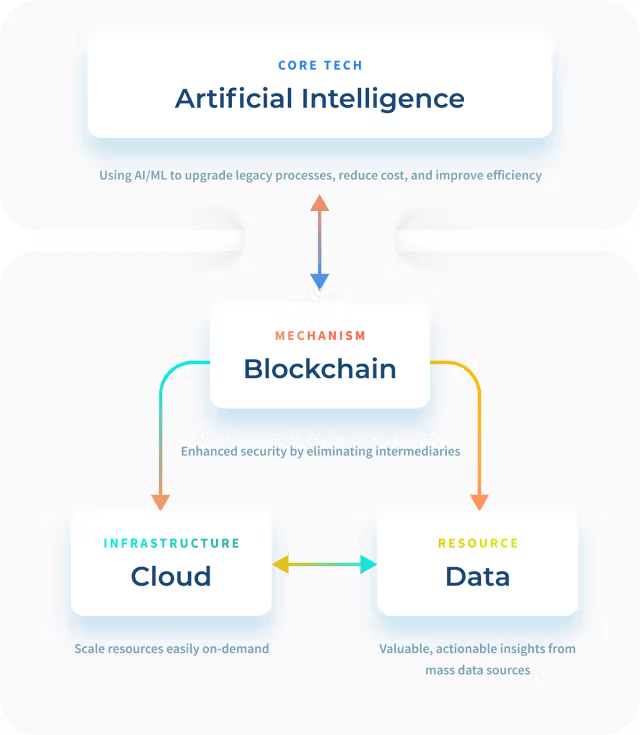 CORE TECH
Artificial Intelligence
Using AI/ML to upgrade legacy processes, reduce cost, and improve efficiency
MECHANISM
Blockchain
Enhanced security by eliminating intermediaries
INFRASTRUCTURE
Cloud
Scale resources easily on-demand
RESOURCE
Data
Valuable, actionable insights from
mass data sources